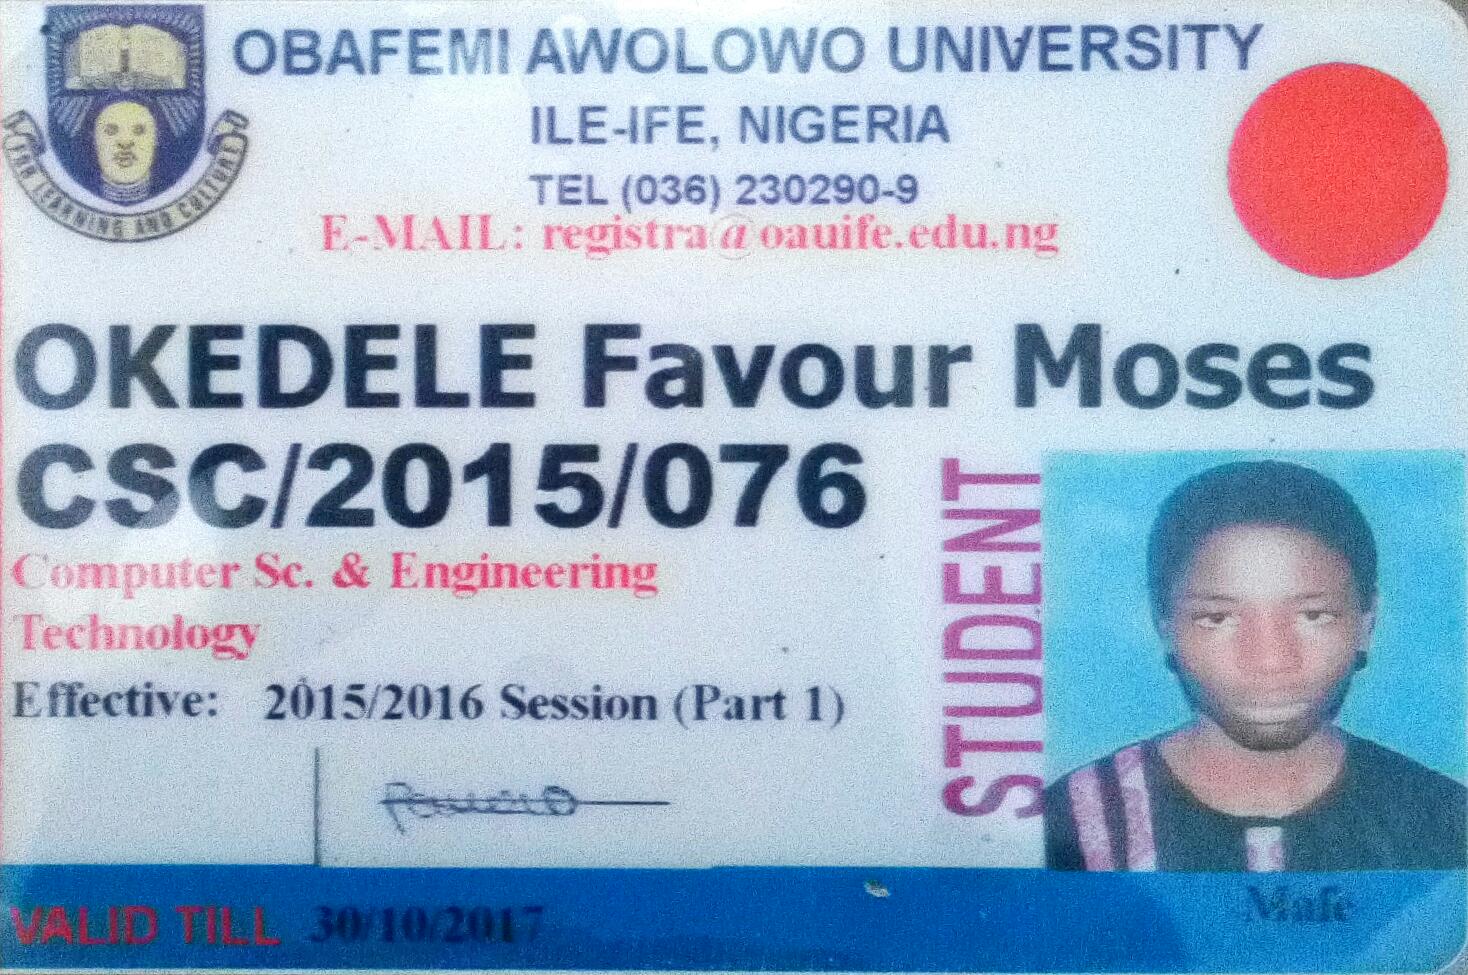 OBAFEMI AWOLOWO UNIVERSITY
ILE-IFE, NIGERIA
TEL (036) 230290-9
E-MAIL: registra@oauife.edu.ng
FOR LEARNING AND CULTURE
OKEDELE Favour Moses
CSC/2015/076
Computer Sc. & Engineering
Technology
Effective: 2015/2016 Session (Part 1)
STUDENT
Male
VALID TILL 30/10/2017